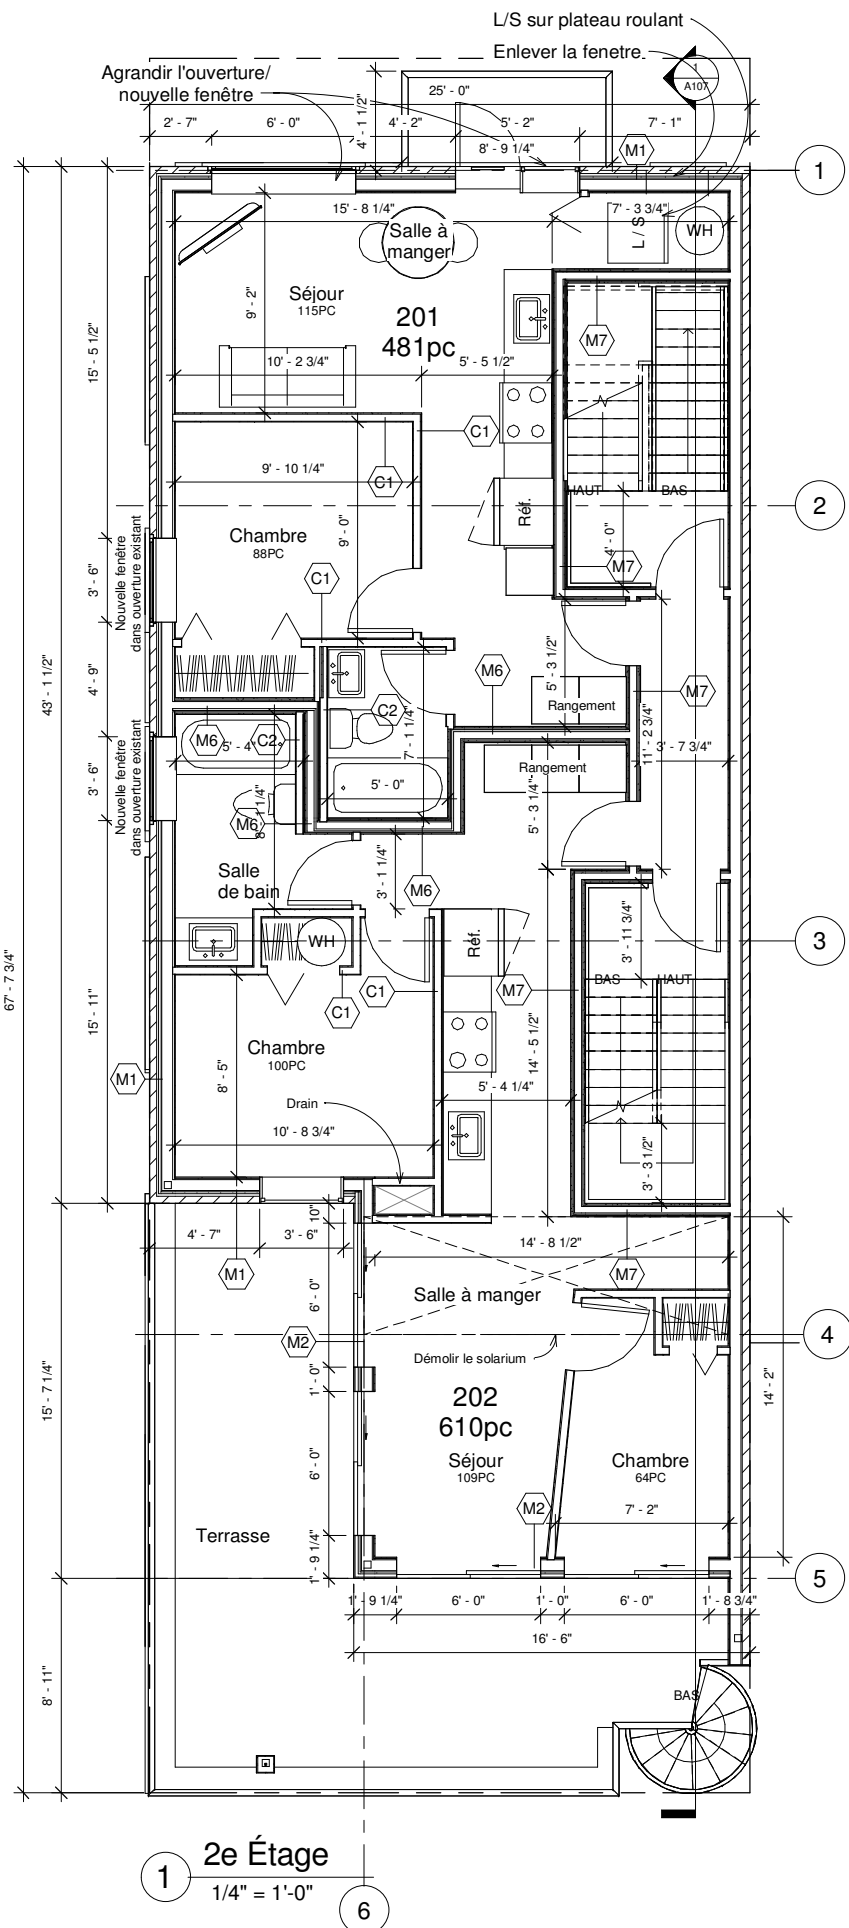 L/S sur plateau roulant
Enlever la fenetre
Agrandir l'ouverture/
nouvelle fenêtre
1
A107
25' - 0"
4' - 1 1/2"
2' - 7"
6' - 0"
4' - 2"
5' - 2"
7' - 1"
8' - 9 1/4"
M1
1
15' - 8 1/4"
7' - 3 3/4"
L / S
WH
Salle à
manger
9' - 2"
Séjour
115PC
201
481pc
M7
15' - 5 1/2"
10' - 2 3/4"
5' - 5 1/2"
C1
9' - 10 1/4"
C1
HAUT
BAS
2
Réf.
Chambre
88PC
9' - 0"
4' - 0"
M7
Nouvelle fenêtre
dans ouverture existant
3' - 6"
C1
43' - 1 1/2"
4' - 9"
M6
5' - 3 1/2"
Rangement
M7
C2
7' - 1 1/4"
M6
C2
5' - 4"
11' - 2 3/4"
3' - 7 3/4"
Nouvelle fenêtre
dans ouverture existant
3' - 6"
5' - 0"
Rangement
5' - 3 1/4"
M6
Salle
de bain
3' - 1 1/4"
M6
WH
Réf.
3' - 11 3/4"
3
67' - 7 3/4"
15' - 11"
C1
C1
M7
BAS
HAUT
Chambre
100PC
8' - 5"
14' - 5 1/2"
M1
5' - 4 1/4"
Drain
10' - 8 3/4"
3' - 3 1/2"
10"
4' - 7"
3' - 6"
14' - 8 1/2"
M1
M7
6' - 0"
Salle à manger
M2
4
Démolir le solarium
1' - 0"
15' - 7 1/4"
14' - 2"
202
610pc
6' - 0"
Séjour
109PC
Chambre
64PC
M2
7' - 2"
Terrasse
1' - 9 1/4"
5
1' - 9 1/4"
6' - 0"
1' - 0"
6' - 0"
1' - 8 3/4"
16' - 6"
8' - 11"
BAS
1
2e Étage
1/4" = 1'-0"
6